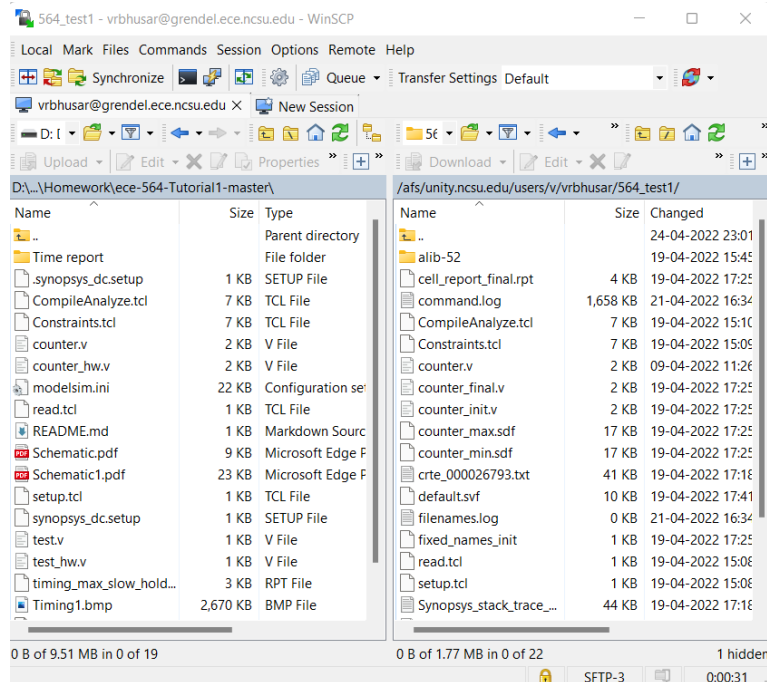 564_test1 - vrbhusar@grendel.ece.ncsu.edu - WinSCP
Local Mark Files Commands Session Options Remote Help
Synchronize Queue Transfer Settings Default
vrbhusar@grendel.ece.ncsu.edu × New Session
D: [ 56
Upload Edit Properties » + » Download Edit » +
D:\...\Homework\ece-564-Tutorial1-master\ /afs/unity.ncsu.edu/users/v/vrbhusar/564_test1/
Name Size Type Name Size Changed
.. Parent directory .. 24-04-2022 23:01
Time report File folder alib-52 19-04-2022 15:45
.synopsys_dc.setup 1 KB SETUP File cell_report_final.rpt 4 KB 19-04-2022 17:25
CompileAnalyze.tcl 7 KB TCL File command.log 1,658 KB 21-04-2022 16:34
Constraints.tcl 7 KB TCL File CompileAnalyze.tcl 7 KB 19-04-2022 15:10
counter.v 2 KB V File Constraints.tcl 7 KB 19-04-2022 15:09
counter_hw.v 2 KB V File counter.v 2 KB 09-04-2022 11:26
modelsim.ini 22 KB Configuration set counter_final.v 2 KB 19-04-2022 17:25
read.tcl 1 KB TCL File counter_init.v 2 KB 19-04-2022 17:25
README.md 1 KB Markdown Sourc counter_max.sdf 17 KB 19-04-2022 17:25
Schematic.pdf 9 KB Microsoft Edge P counter_min.sdf 17 KB 19-04-2022 17:25
Schematic1.pdf 23 KB Microsoft Edge P crte_000026793.txt 41 KB 19-04-2022 17:18
setup.tcl 1 KB TCL File default.svf 10 KB 19-04-2022 17:41
synopsys_dc.setup 1 KB SETUP File filenames.log 0 KB 21-04-2022 16:34
test.v 1 KB V File fixed_names_init 1 KB 19-04-2022 17:25
test_hw.v 1 KB V File read.tcl 1 KB 19-04-2022 15:08
timing_max_slow_hold... 3 KB RPT File setup.tcl 1 KB 19-04-2022 15:08
Timing1.bmp 2,670 KB BMP File Synopsys_stack_trace_... 44 KB 19-04-2022 17:18
0 B of 9.51 MB in 0 of 19 0 B of 1.77 MB in 0 of 22 1 hidden
SFTP-3 0:00:31